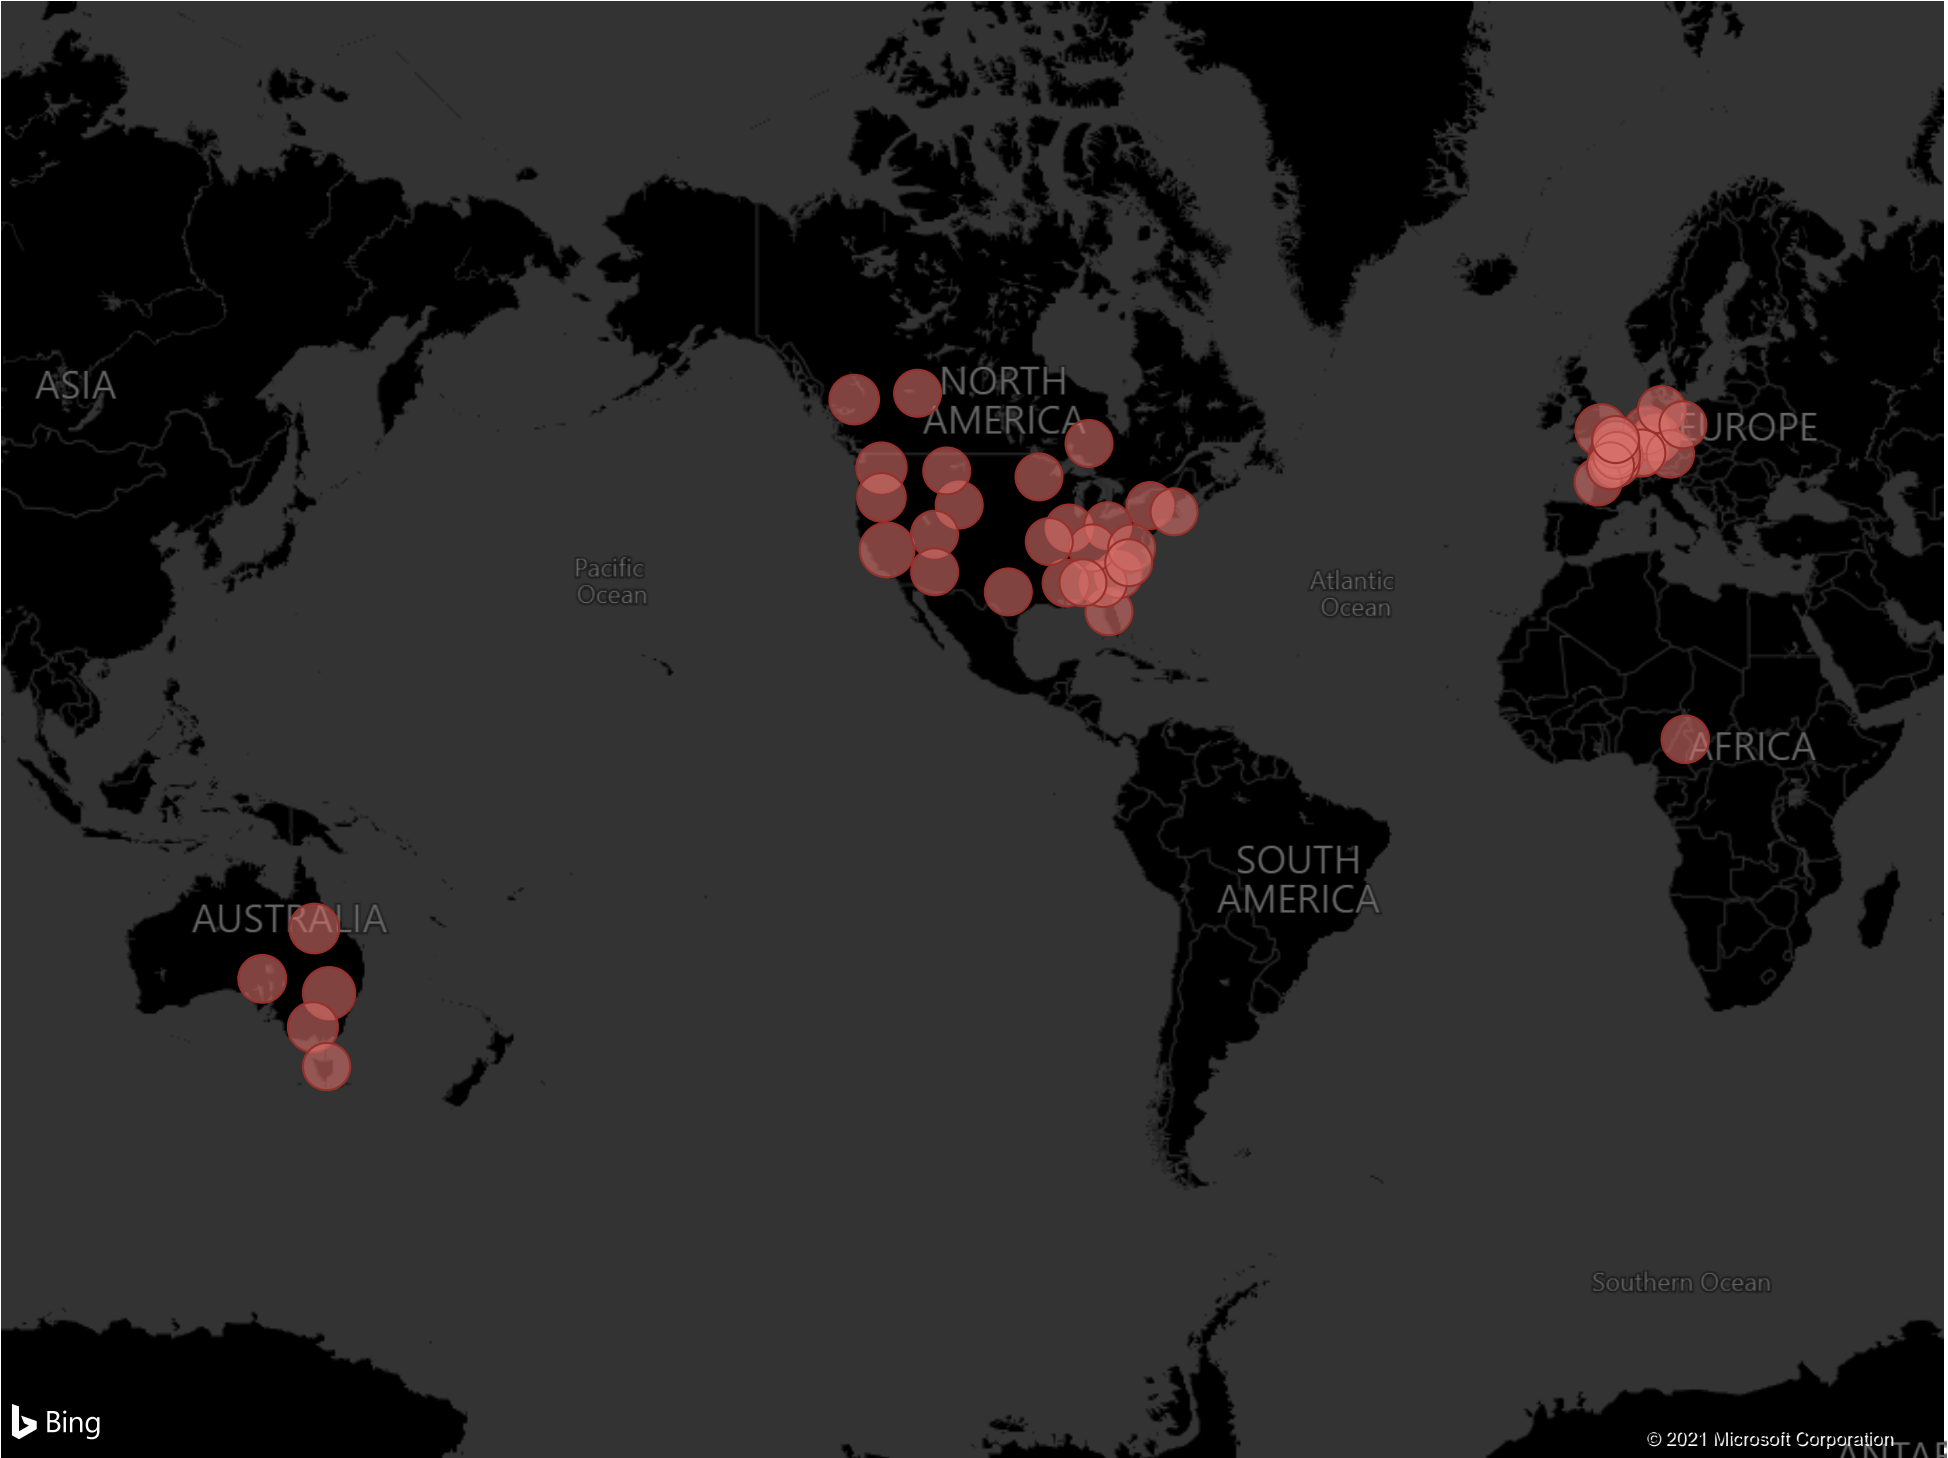 ASIA
NORTH
AMERICA
EUROPE
Pacific
Ocean
Atlantic
Ocean
AFRICA
SOUTH
AMERICA
AUSTRALIA
Southern Ocean
Bing
© 2021 Microsoft Corporation